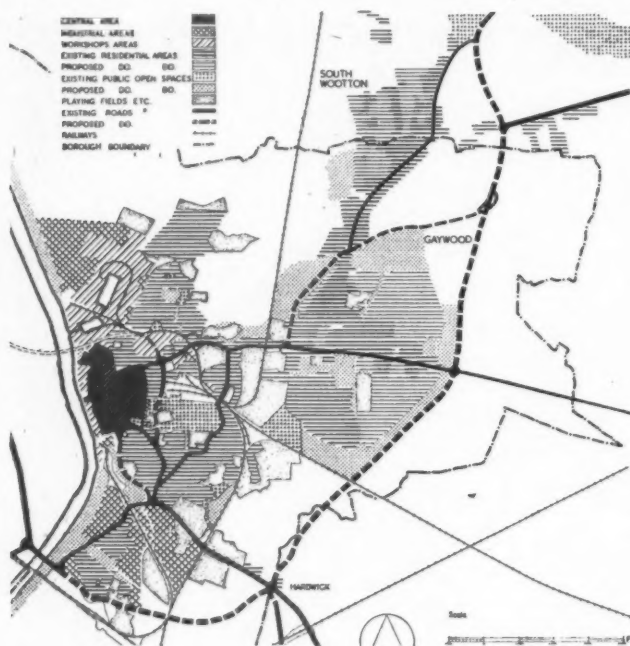 CENTRAL AREA
INDUSTRIAL AREAS
WORKSHOPS AREAS
EXISTING RESIDENTIAL AREAS
PROPOSED DO. DO.
EXISTING PUBLIC OPEN SPACES
PROPOSED DO. DO.
PLAYING FIELDS ETC.
EXISTING ROADS
PROPOSED DO.
RAILWAYS
BOROUGH BOUNDARY
SOUTH
WOOTTON
GAYWOOD
HARDWICK
Scale